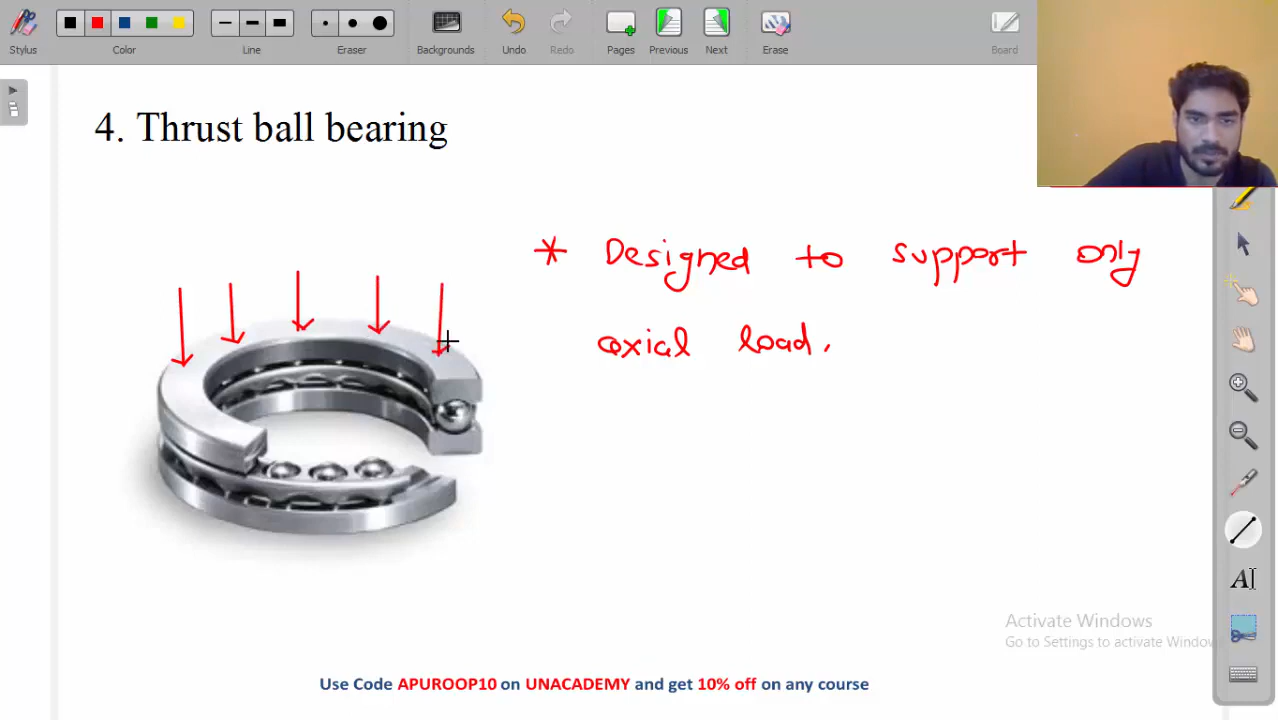 Stylus
Color
Line
Eraser
Backgrounds
Undo
Redo
Pages
Previous
Next
Erase
Board
4. Thrust ball bearing
* Designed to support only
axial load.
A
Activate Windows
Go to Settings to activate Windows
Use Code APUROOP10 on UNACADEMY and get 10% off on any course